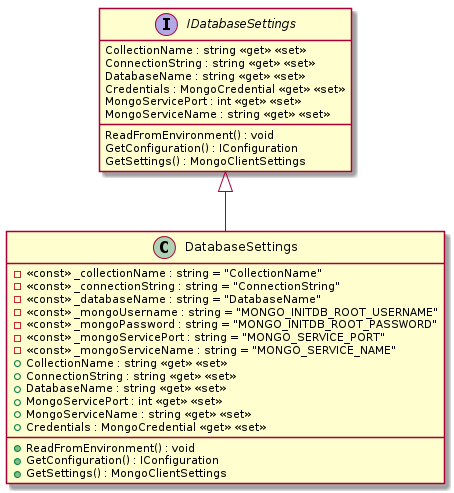 I IDatabaseSettings
CollectionName : string «get» «set»
ConnectionString : string «get» «set»
DatabaseName : string «get» «set»
Credentials : MongoCredential «get» «set»
MongoServicePort : int «get» «set»
MongoServiceName : string «get» «set»
ReadFromEnvironment() : void
GetConfiguration() : IConfiguration
GetSettings() : MongoClientSettings
C DatabaseSettings
«const» _collectionName : string = "CollectionName"
«const» _connectionString : string = "ConnectionString"
«const» _databaseName : string = "DatabaseName"
«const» _mongoUsername : string = "MONGO_INITDB_ROOT_USERNAME"
«const» _mongoPassword : string = "MONGO_INITDB_ROOT_PASSWORD"
«const» _mongoServicePort : string = "MONGO_SERVICE_PORT"
«const» _mongoServiceName : string = "MONGO_SERVICE_NAME"
CollectionName : string «get» «set»
ConnectionString : string «get» «set»
DatabaseName : string «get» «set»
MongoServicePort : int «get» «set»
MongoServiceName : string «get» «set»
Credentials : MongoCredential «get» «set»
ReadFromEnvironment() : void
GetConfiguration() : IConfiguration
GetSettings() : MongoClientSettings